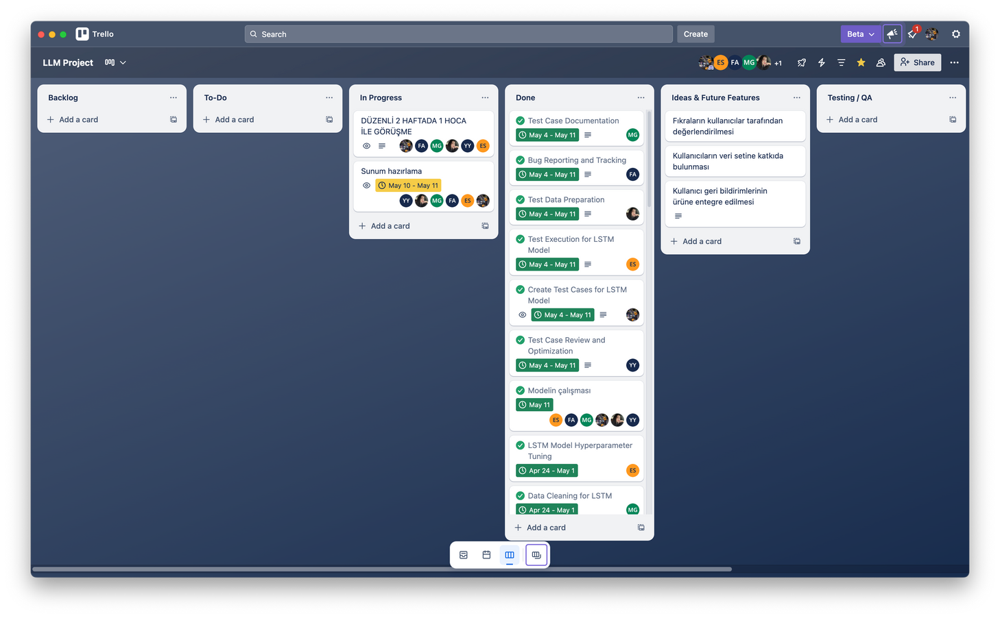 Trello
Search
Create
Beta
1
LLM Project
ES
FA
MG
+1
Share
Backlog
Add a card
To-Do
Add a card
In Progress
DÜZENLİ 2 HAFTADA 1 HOCA
İLE GÖRÜŞME
FA MG YY ES
Sunum hazırlama
May 10 - May 11
YY MG FA ES
Add a card
Done
Test Case Documentation
May 4 - May 11
MG
Bug Reporting and Tracking
May 4 - May 11
FA
Test Data Preparation
May 4 - May 11
Test Execution for LSTM
Model
May 4 - May 11
ES
Create Test Cases for LSTM
Model
May 4 - May 11
Test Case Review and
Optimization
May 4 - May 11
YY
Modelin çalışması
May 11
ES FA MG YY
LSTM Model Hyperparameter
Tuning
Apr 24 - May 1
ES
Data Cleaning for LSTM
Apr 24 - May 1
MG
Add a card
Ideas & Future Features
Fıkraların kullanıcılar tarafından
değerlendirilmesi
Kullanıcıların veri setine katkıda
bulunması
Kullanıcı geri bildirimlerinin
ürüne entegre edilmesi
Add a card
Testing / QA
Add a card